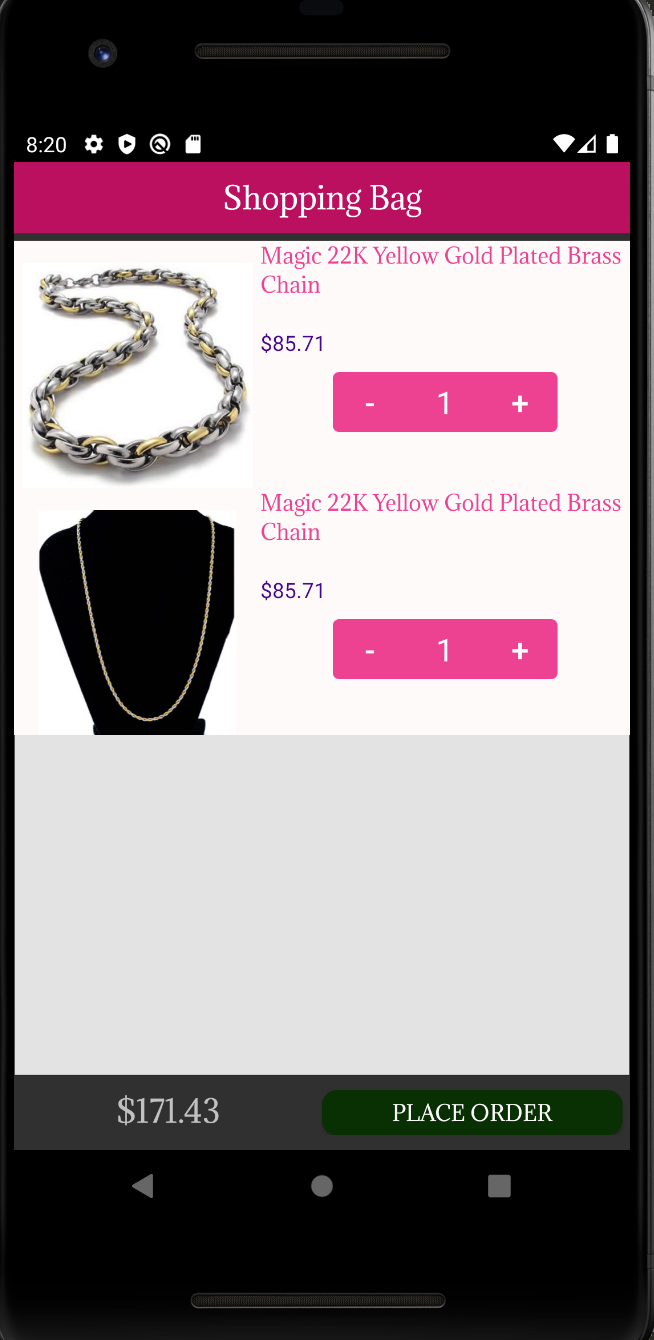 8:20
Shopping Bag
Magic 22K Yellow Gold Plated Brass
Chain
$85.71
- 1 +
Magic 22K Yellow Gold Plated Brass
Chain
$85.71
- 1 +
$171.43
PLACE ORDER